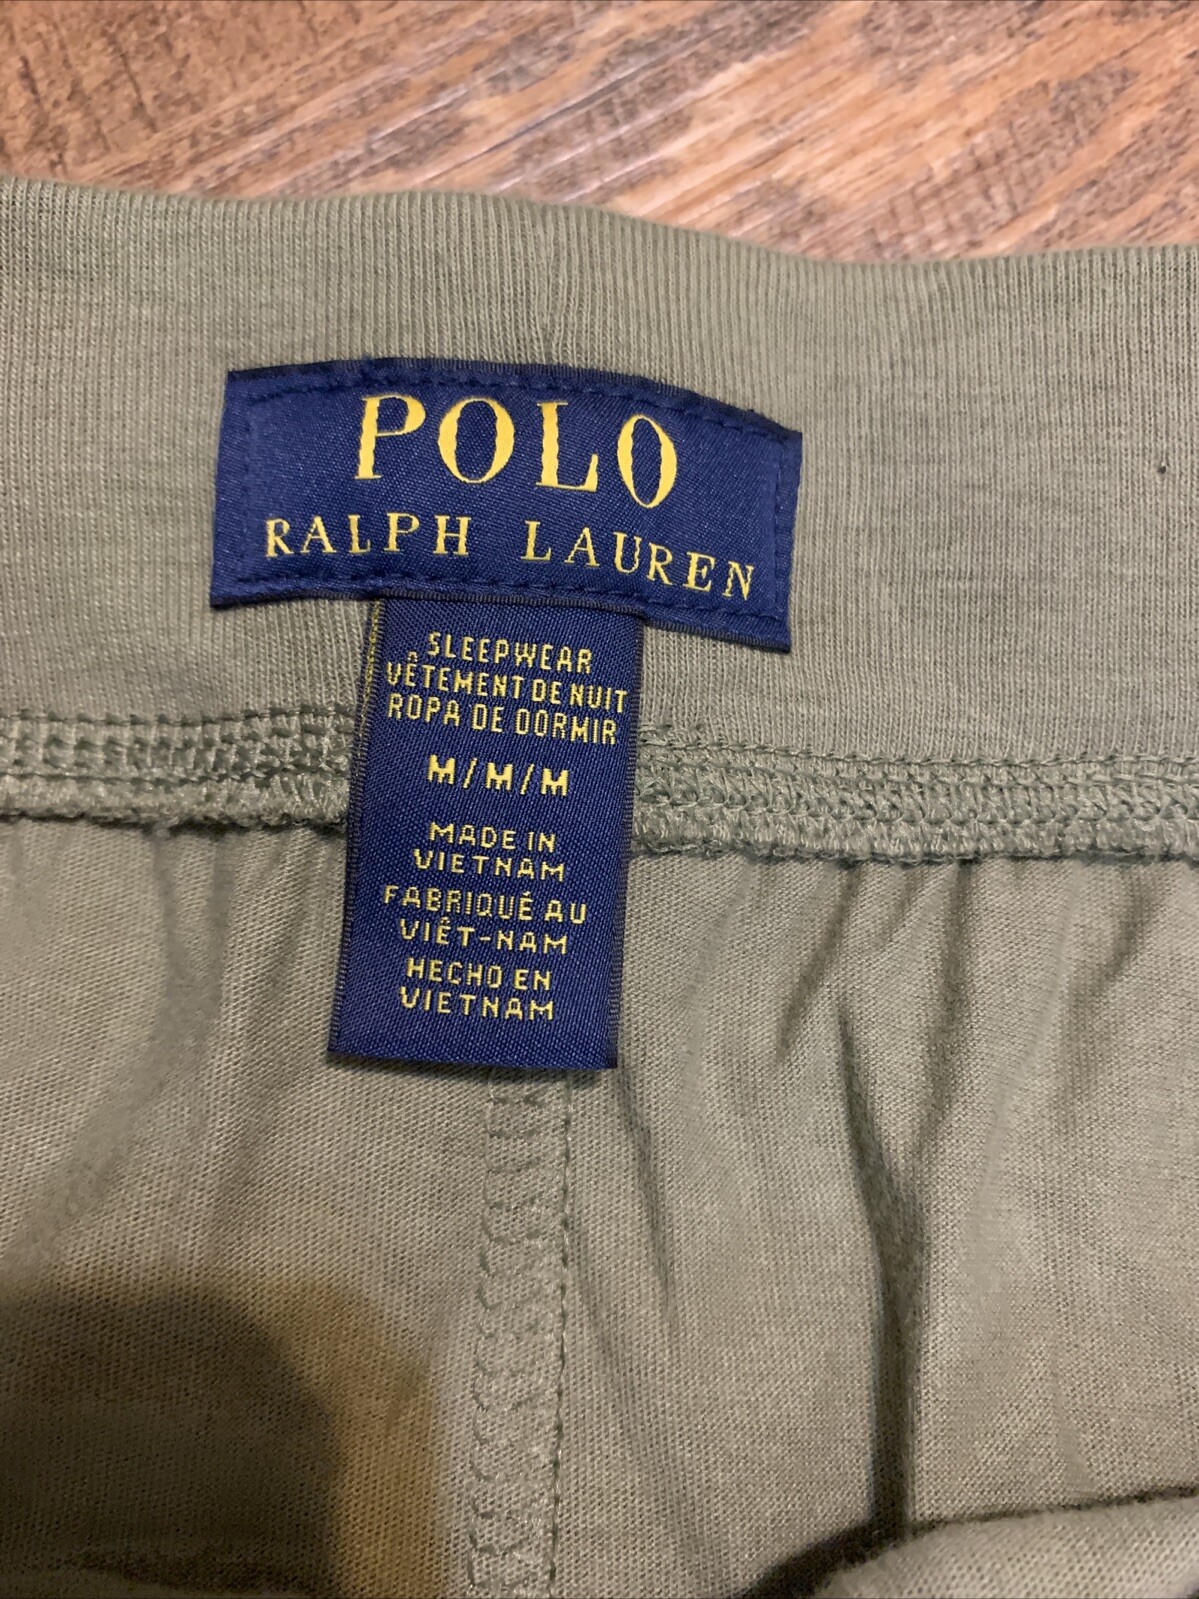 POLO
RALPH LAUREN
SLEEPWEAR
VÊTEMENT DE NUIT
ROPA DE DORMIR
M/M/M
MADE IN
VIETNAM
FABRIQUÉ AU
VIÊT-NAM
HECHO EN
VIETNAM